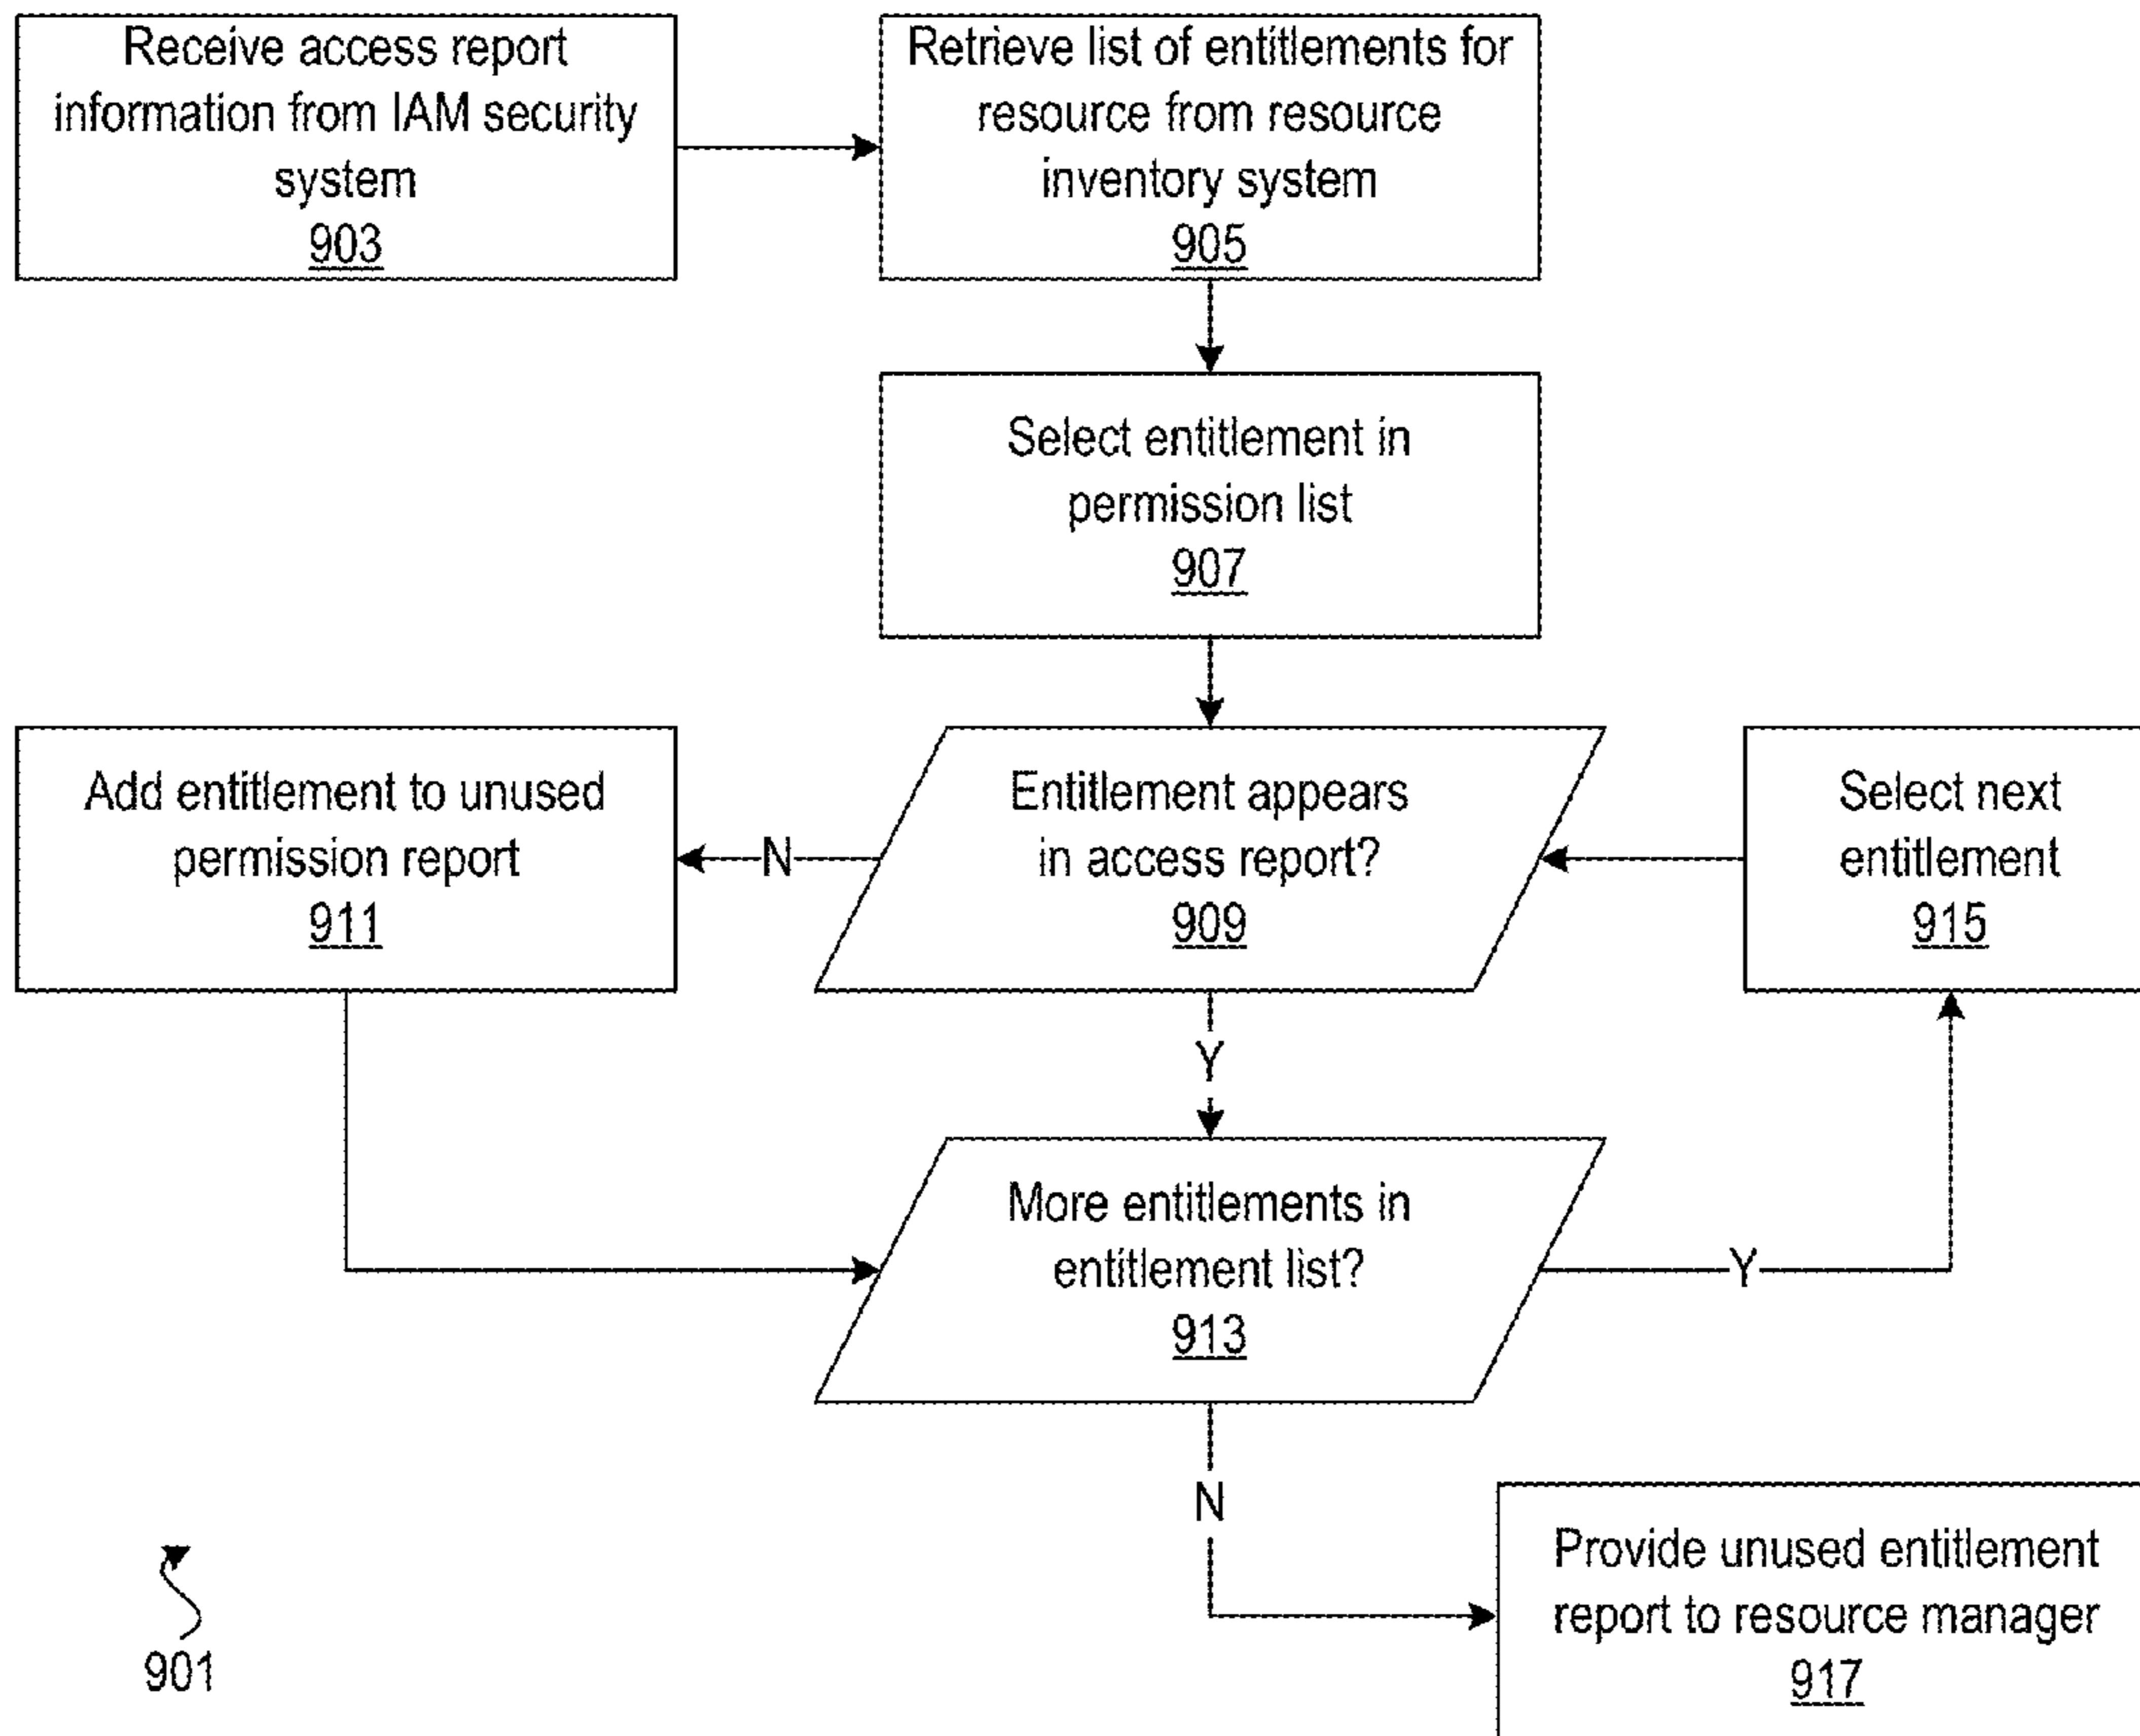 Receive access report
information from IAM security
system
903
Retrieve list of entitlements for
resource from resource
inventory system
905
Select entitlement in
permission list
907
Add entitlement to unused
permission report
911
N
Entitlement appears
in access report?
909
Select next
entitlement
915
Y
More entitlements in
entitlement list?
913
Y
N
Provide unused entitlement
report to resource manager
917
901